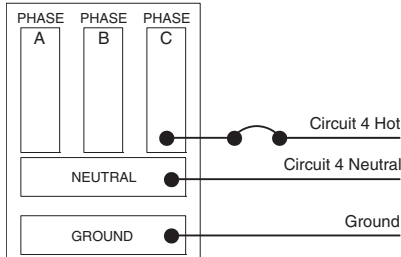 PHASE PHASE PHASE
A B C
Circuit 4 Hot
Circuit 4 Neutral
NEUTRAL
Ground
GROUND